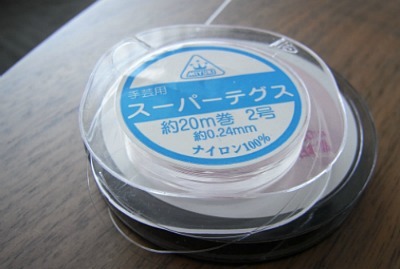 手芸用
スーパーテグス
約20m巻 2号
約0.24mm
ナイロン100%